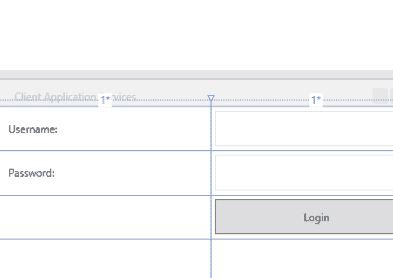 Client Application Services
1*
1*
Username:
Password:
Login